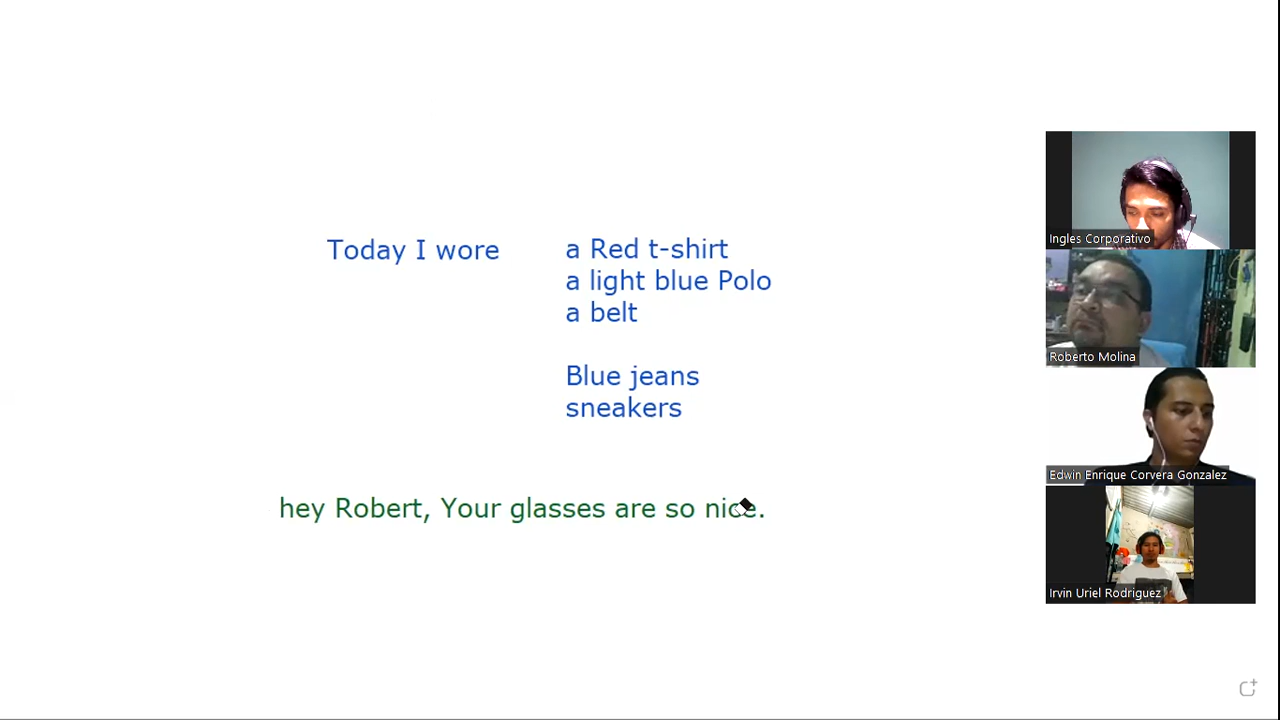 Today I wore
a Red t-shirt
a light blue Polo
a belt
Blue jeans
sneakers
hey Robert, Your glasses are so nice.
Ingles Corporativo
Roberto Molina
Edwin Enrique Corvera Gonzalez
Irvin Uriel Rodriguez